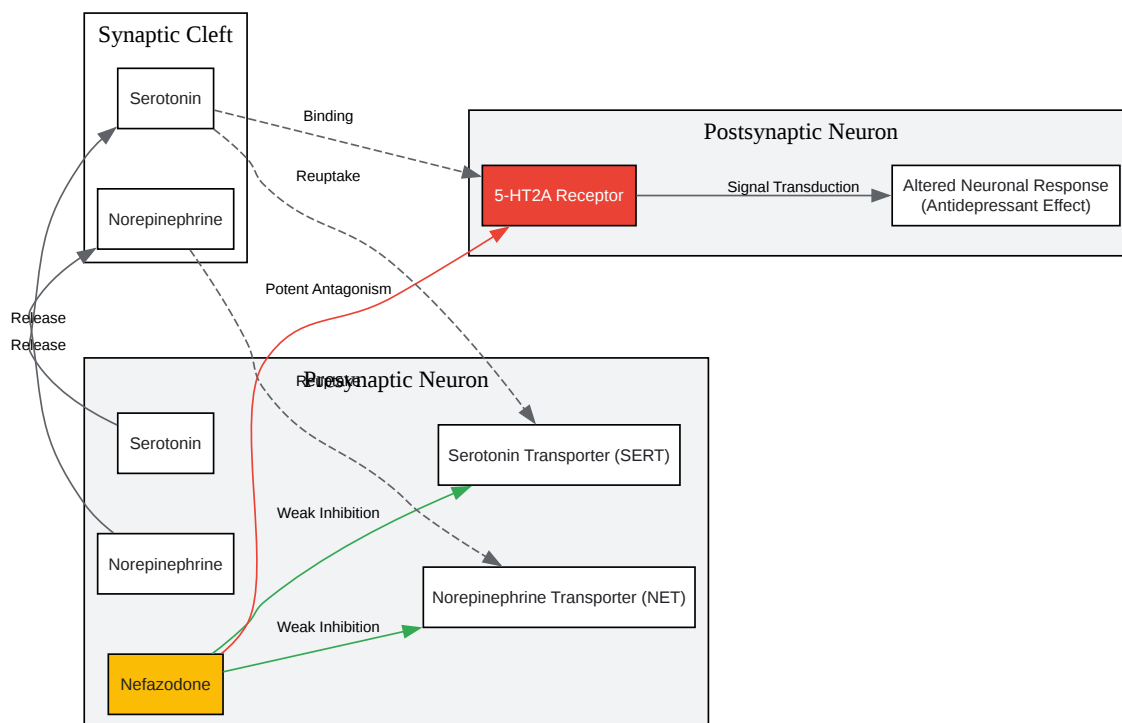 Synaptic Cleft
Serotonin
Norepinephrine
Binding
Reuptake
Postsynaptic Neuron
5-HT2A Receptor
Signal Transduction
Altered Neuronal Response
(Antidepressant Effect)
Potent Antagonism
Release
Release
Presynaptic Neuron
Reuptake
Serotonin
Serotonin Transporter (SERT)
Weak Inhibition
Norepinephrine
Norepinephrine Transporter (NET)
Weak Inhibition
Nefazodone